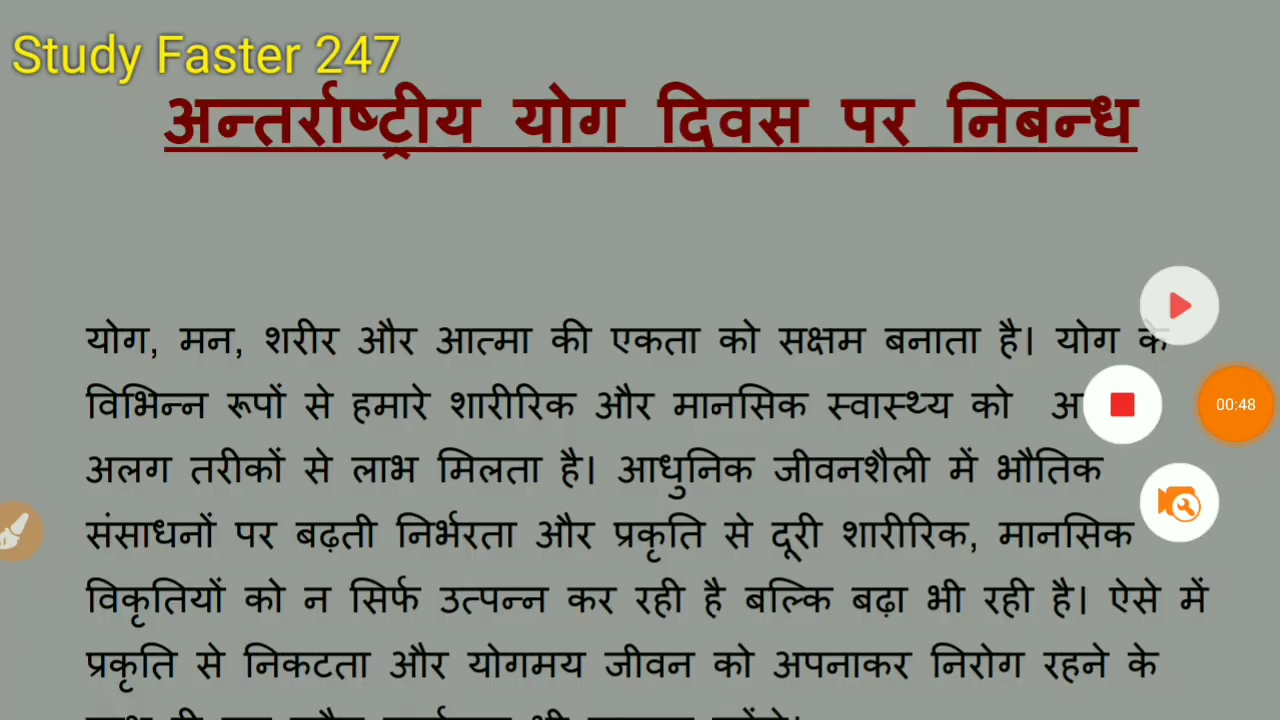 Study Faster 247
अन्तर्राष्ट्रीय योग दिवस पर निबन्ध
योग, मन, शरीर और आत्मा की एकता को सक्षम बनाता है। योग के
विभिन्न रूपों से हमारे शारीरिक और मानसिक स्वास्थ्य को
अलग तरीकों से लाभ मिलता है। आधुनिक जीवनशैली में भौतिक
संसाधनों पर बढ़ती निर्भरता और प्रकृति से दूरी शारीरिक, मानसिक
विकृतियों को न सिर्फ उत्पन्न कर रही है बल्कि बढ़ा भी रही है। ऐसे में
प्रकृति से निकटता और योगमय जीवन को अपनाकर निरोग रहने के
00:48